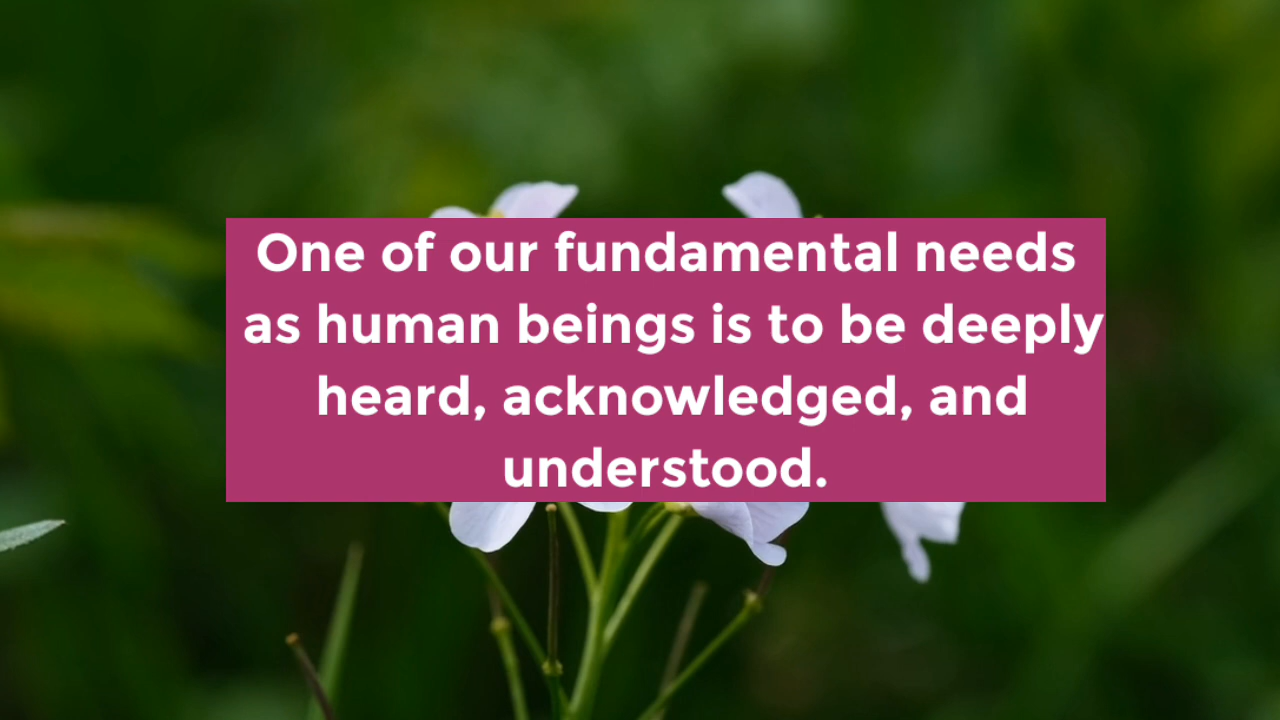 One of our fundamental needs
as human beings is to be deeply
heard, acknowledged, and
understood.